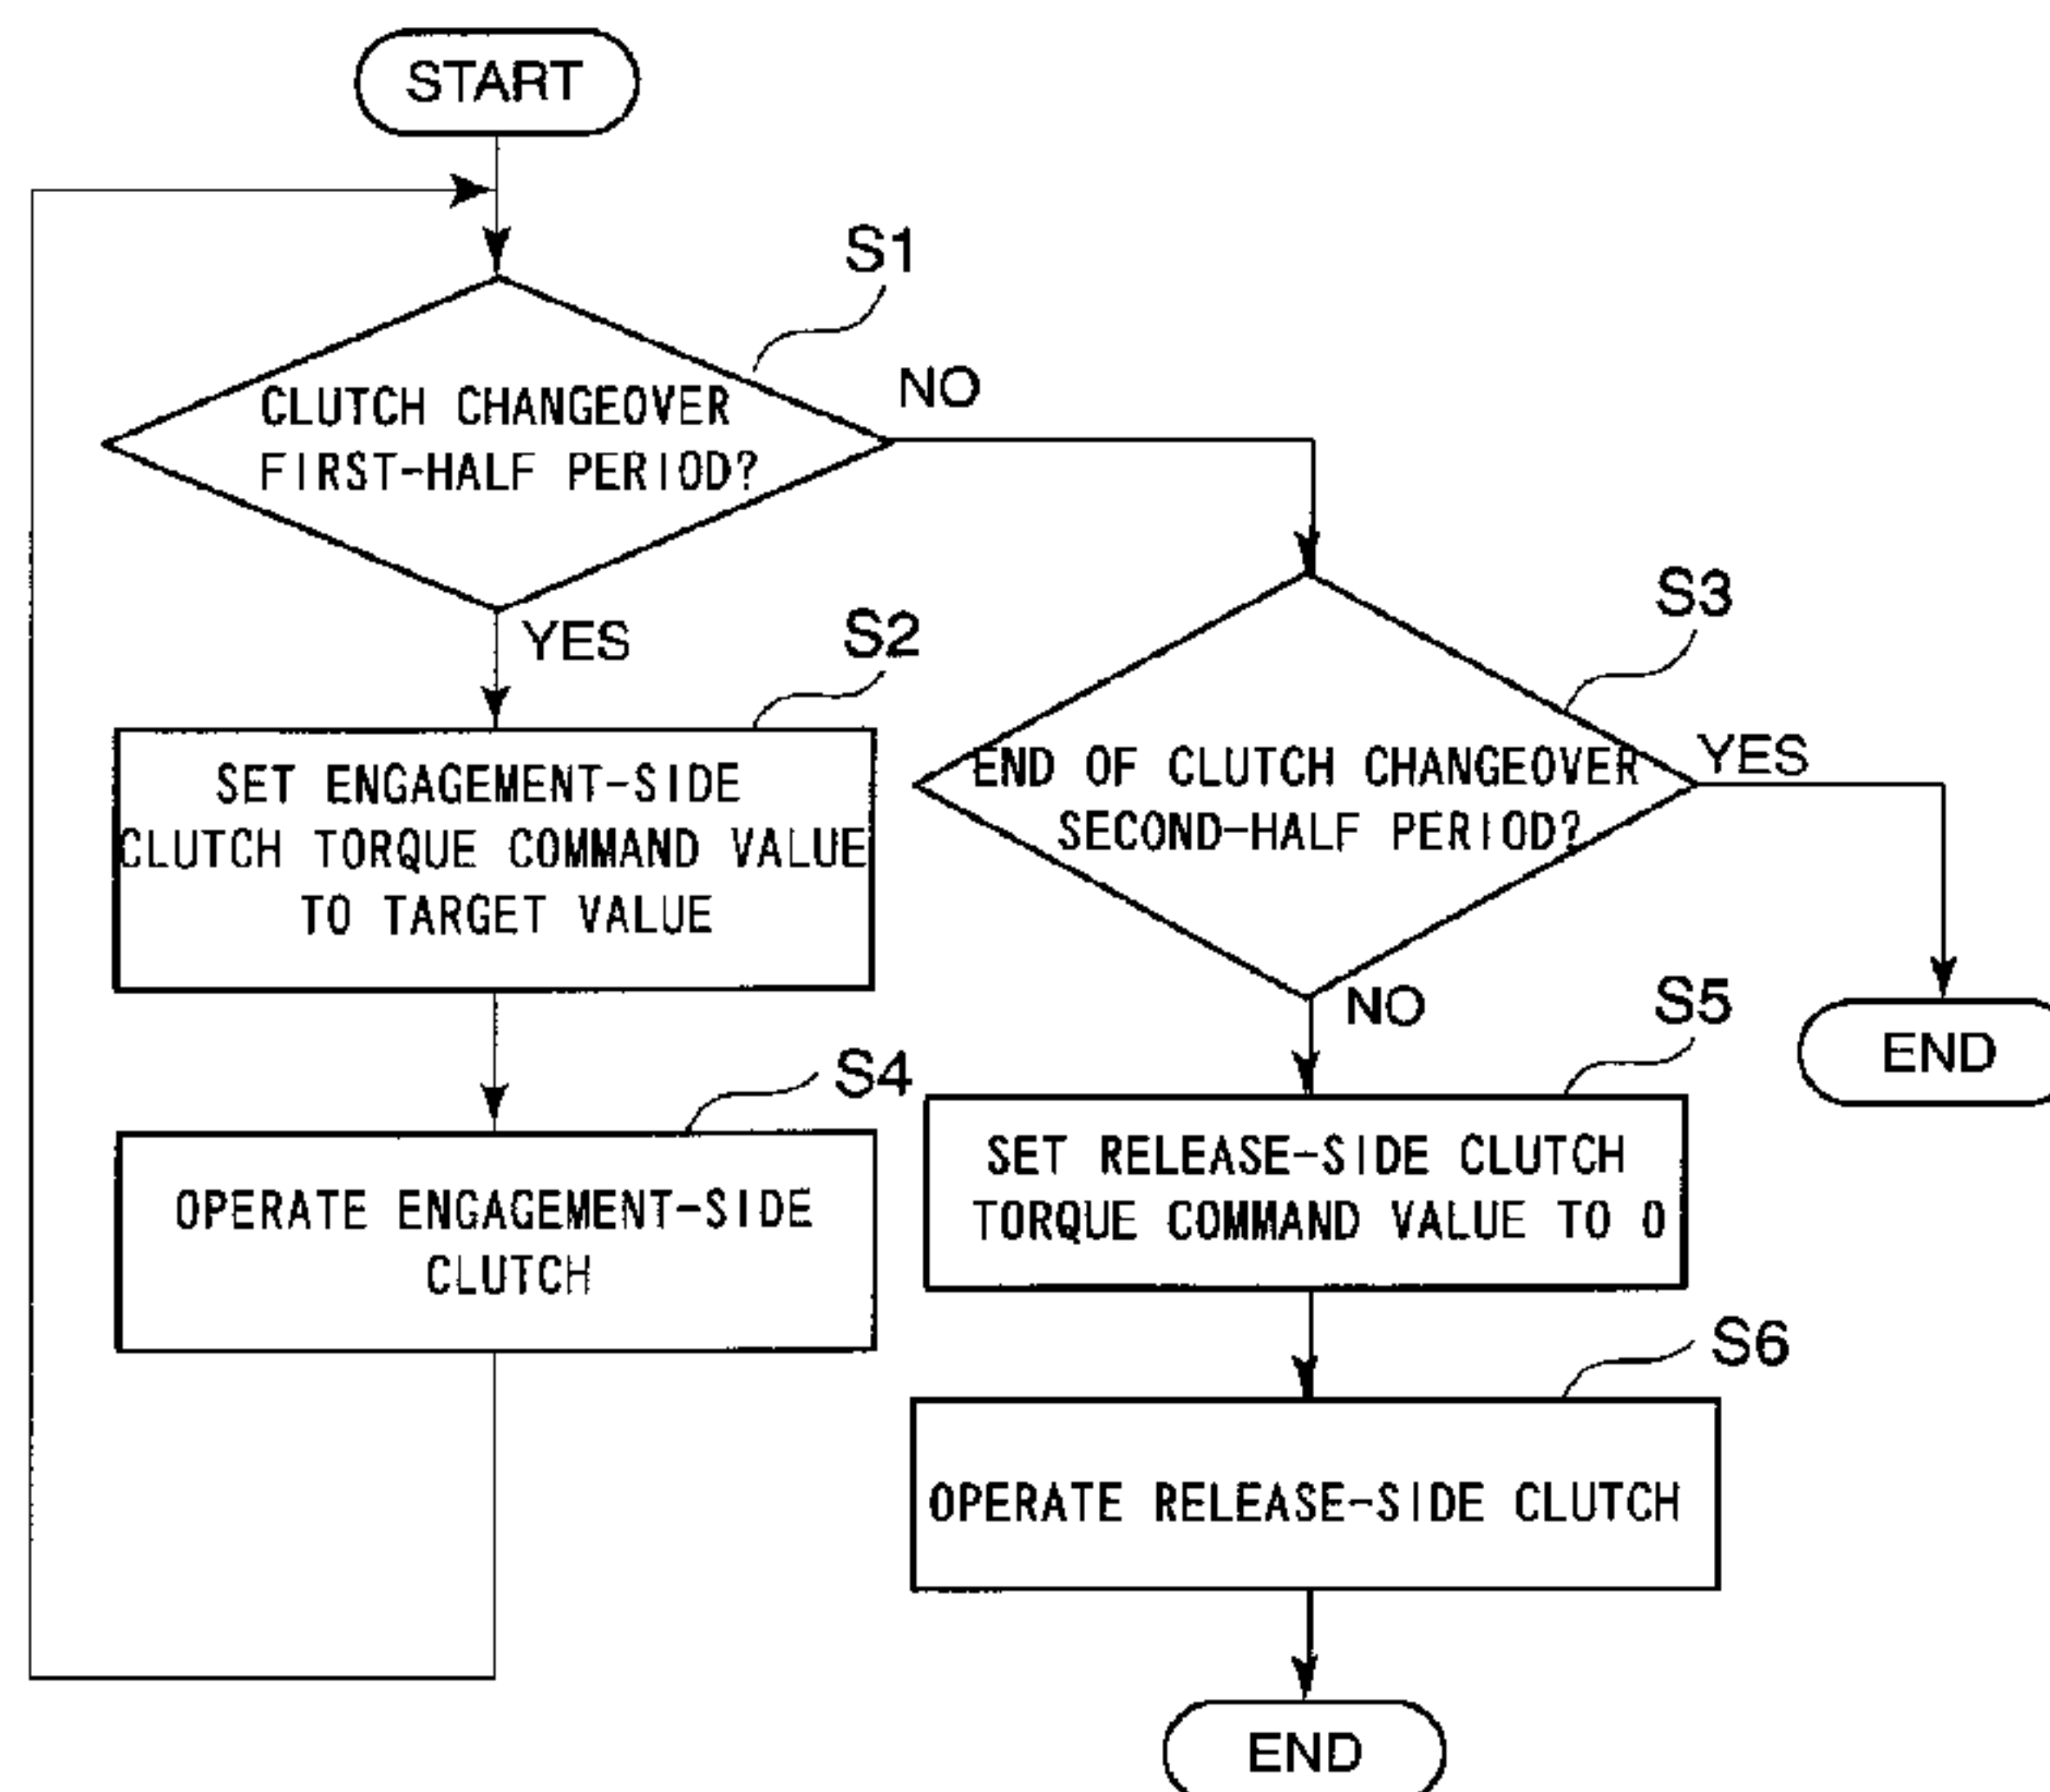 START
S1
CLUTCH CHANGEOVER
FIRST-HALF PERIOD?
NO
YES
S2
SET ENGAGEMENT-SIDE
CLUTCH TORQUE COMMAND VALUE
TO TARGET VALUE
S3
END OF CLUTCH CHANGEOVER
SECOND-HALF PERIOD?
YES
NO
END
S4
OPERATE ENGAGEMENT-SIDE
CLUTCH
S5
SET RELEASE-SIDE CLUTCH
TORQUE COMMAND VALUE TO 0
S6
OPERATE RELEASE-SIDE CLUTCH
END